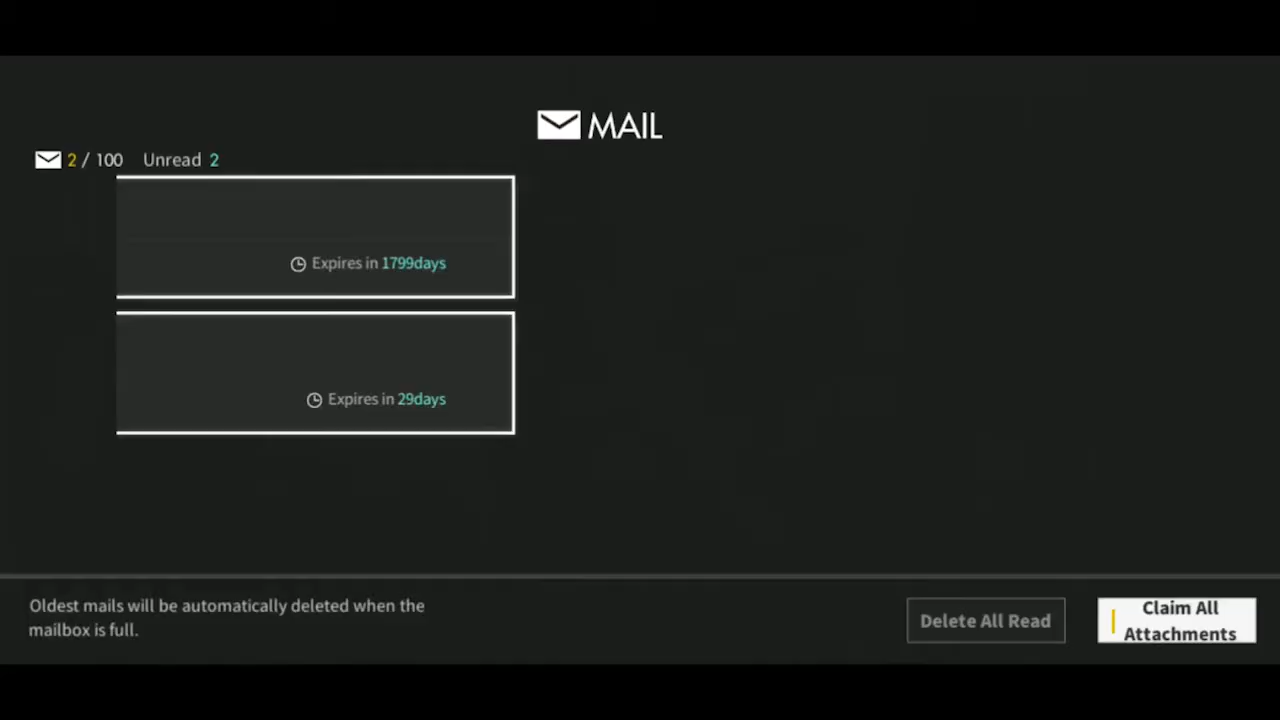 MAIL
2 / 100 Unread 2
Expires in 1799days
Expires in 29days
Oldest mails will be automatically deleted when the
mailbox is full.
Delete All Read
Claim All
Attachments